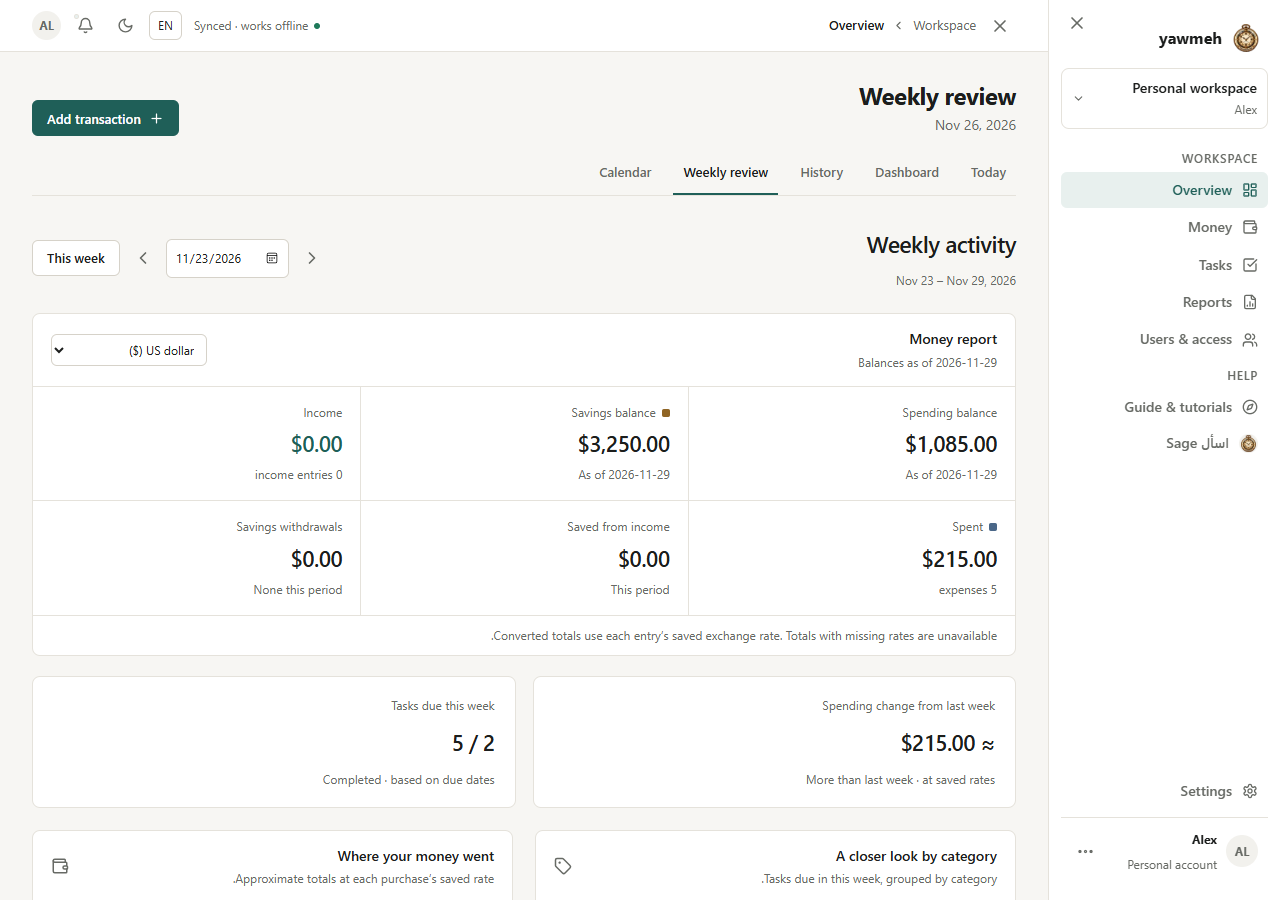 AL
EN
Synced · works offline
Overview
Workspace
yawmeh
Personal workspace
Alex
WORKSPACE
Overview
Money
Tasks
Reports
Users & access
HELP
Guide & tutorials
اسأل Sage
Settings
Alex
Personal account
AL
Weekly review
Nov 26, 2026
Add transaction
Today
Dashboard
History
Weekly review
Calendar
Weekly activity
Nov 23 – Nov 29, 2026
This week
11/23/2026
Money report
Balances as of 2026-11-29
($) US dollar
Spending balance
$1,085.00
As of 2026-11-29
Savings balance
$3,250.00
As of 2026-11-29
Income
$0.00
income entries 0
Spent
$215.00
expenses 5
Saved from income
$0.00
This period
Savings withdrawals
$0.00
None this period
.Converted totals use each entry's saved exchange rate. Totals with missing rates are unavailable
Spending change from last week
$215.00 ≈
More than last week · at saved rates
Tasks due this week
5 / 2
Completed · based on due dates
A closer look by category
.Tasks due in this week, grouped by category
Where your money went
.Approximate totals at each purchase's saved rate